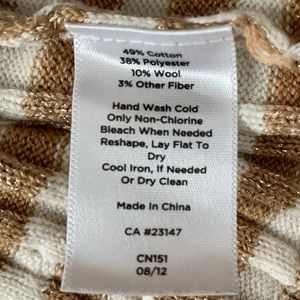 49% Cotton
38% Polyester
10% Wool
3% Other Fiber
Hand Wash Cold
Only Non-Chlorine
Bleach When Needed
Reshape, Lay Flat To
Dry
Cool Iron, If Needed
Or Dry Clean
Made In China
CA #23147
CN151
08/12